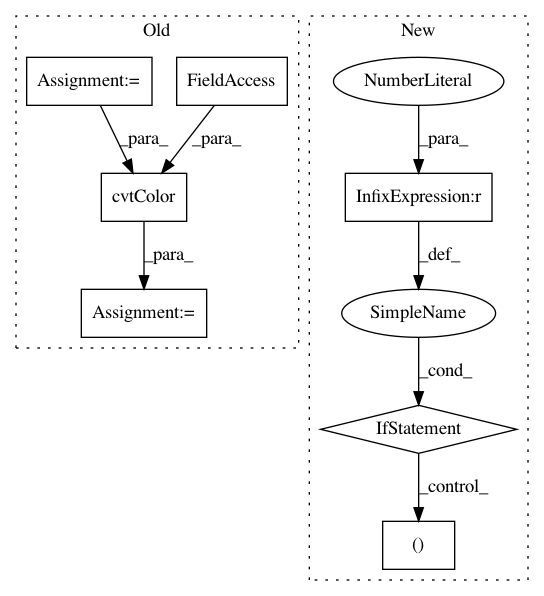 Old
New
Assignment:=
FieldAccess
NumberLiteral
_para_
_para_
_para_
cvtColor
InfixExpression:r
_para_
_def_
Assignment:=
SimpleName
_cond_
IfStatement
_control_
()